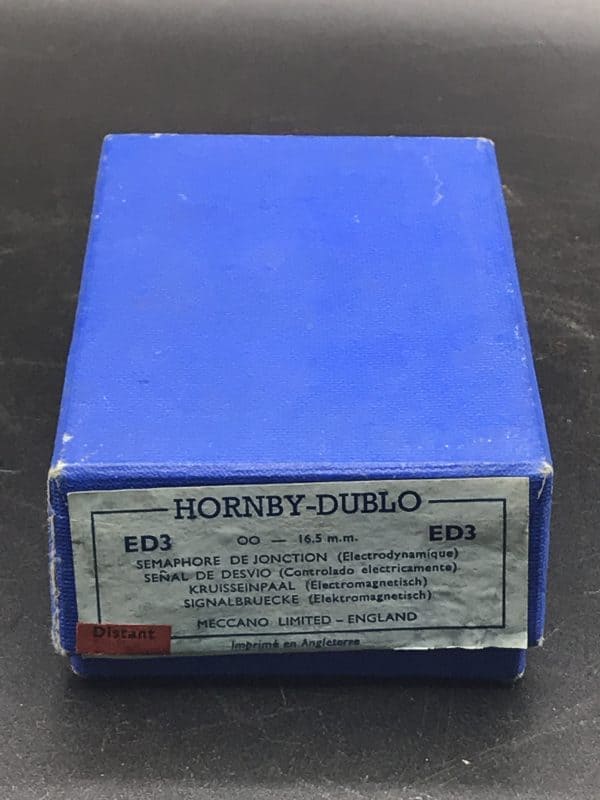 HORNBY-DUBLO
ED3 OO — 16.5 m.m. ED3
SEMAPHORE DE JONCTION (Electrodynamique)
SEÑAL DE DESVIO (Controlado electricamente)
KRUISSEINPAAL (Electromagnetisch)
SIGNALBRUECKE (Elektromagnetisch)
MECCANO LIMITED – ENGLAND
Distant
Imprimé en Angleterre